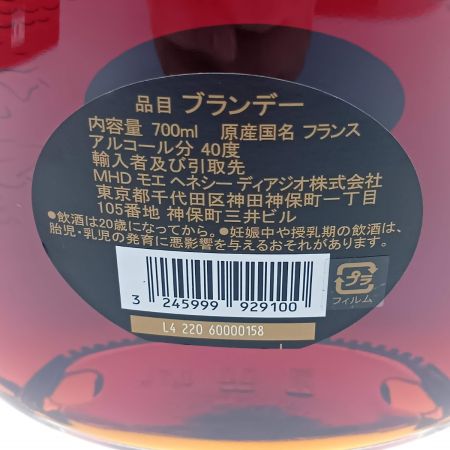 品目 ブランデー
内容量 700ml 原産国名 フランス
アルコール分 40度
輸入者及び引取先
MHD モエ ヘネシー ディアジオ株式会社
東京都千代田区神田神保町一丁目
105番地 神保町三井ビル
●飲酒は20歳になってから。●妊娠中や授乳期の飲酒は、
胎児・乳児の発育に悪影響を与えるおそれがあります。
3 245999 929100
プラ
フィルム
L4 220 60000158